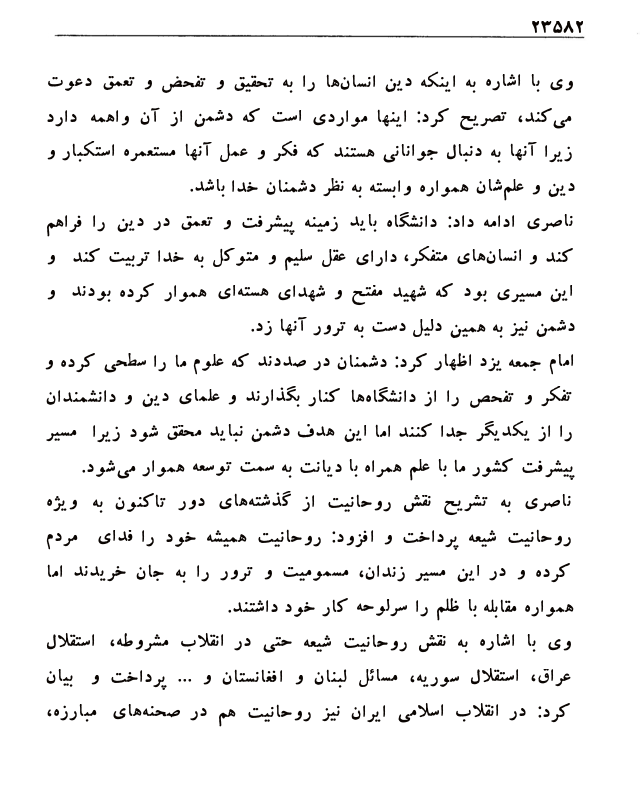 ۲۳۵۸۲
وی با اشاره به اینکه دین انسان‌ها را به تحقیق و تفحض و تعمق دعوت
می‌کند، تصریح کرد: اینها مواردی است که دشمن از آن واهمه دارد
زیرا آنها به دنبال جوانانی هستند که فکر و عمل آنها مستعمره استکبار و
دین و علم‌شان همواره وابسته به نظر دشمنان خدا باشد.
ناصری ادامه داد: دانشگاه باید زمینه پیشرفت و تعمق در دین را فراهم
کند و انسان‌های متفکر، دارای عقل سلیم و متوکل به خدا تربیت کند و
این مسیری بود که شهید مفتح و شهدای هسته‌ای هموار کرده بودند و
دشمن نیز به همین دلیل دست به ترور آنها زد.
امام جمعه یزد اظهار کرد: دشمنان در صددند که علوم ما را سطحی کرده و
تفکر و تفحص را از دانشگاه‌ها کنار بگذارند و علمای دین و دانشمندان
را از یکدیگر جدا کنند اما این هدف دشمن نباید محقق شود زیرا مسیر
پیشرفت کشور ما با علم همراه با دیانت به سمت توسعه هموار می‌شود.
ناصری به تشریح نقش روحانیت از گذشته‌های دور تاکنون به ویژه
روحانیت شیعه پرداخت و افزود: روحانیت همیشه خود را فدای مردم
کرده و در این مسیر زندان، مسمومیت و ترور را به جان خریدند اما
همواره مقابله با ظلم را سرلوحه کار خود داشتند.
وی با اشاره به نقش روحانیت شیعه حتی در انقلاب مشروطه، استقلال
عراق، استقلال سوریه، مسائل لبنان و افغانستان و ... پرداخت و بیان
کرد: در انقلاب اسلامی ایران نیز روحانیت هم در صحنه‌های مبارزه،